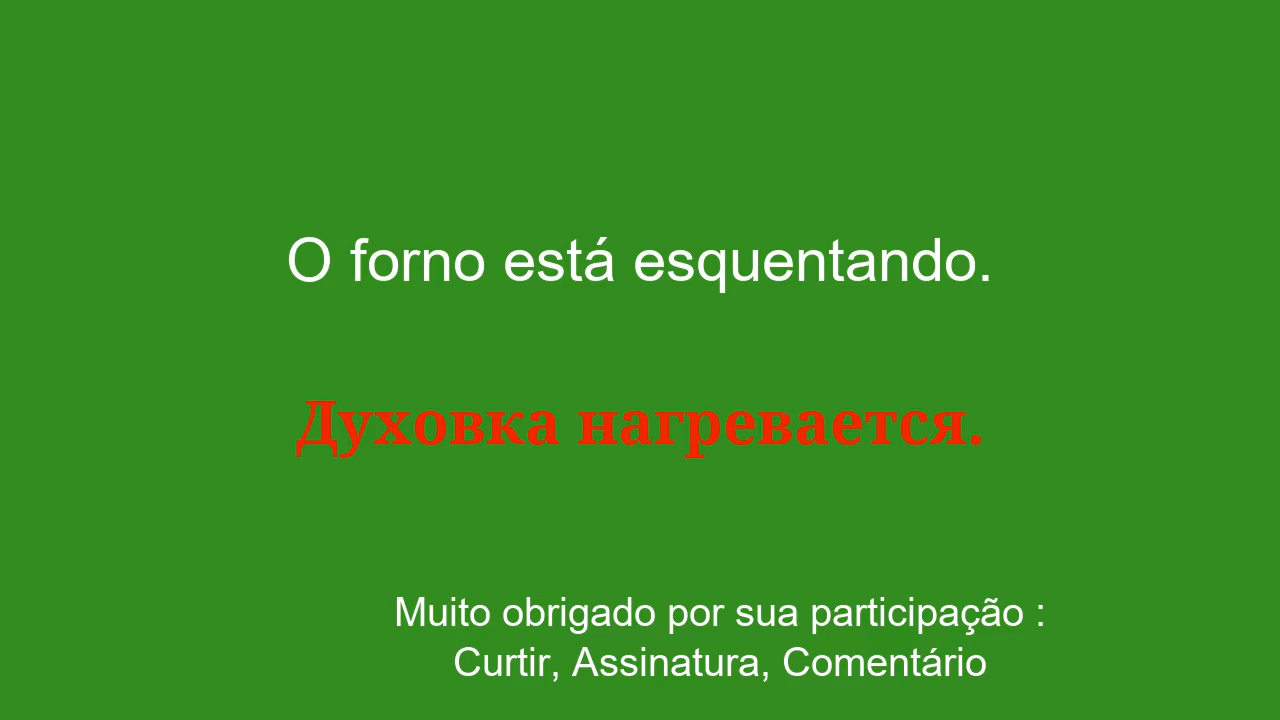 O forno está esquentando.
Духовка нагревается.
Muito obrigado por sua participação :
Curtir, Assinatura, Comentário